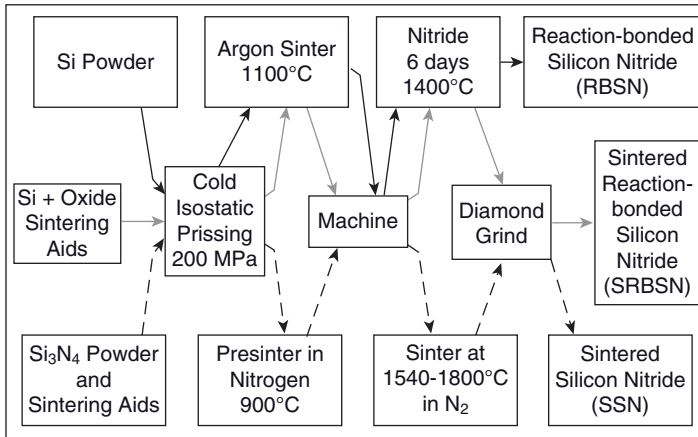 Si Powder
Argon Sinter
1100°C
Nitride
6 days
1400°C
Reaction-bonded
Silicon Nitride
(RBSN)
Si + Oxide
Sintering
Aids
Cold
Isostatic
Prissing
200 MPa
Machine
Diamond
Grind
Sintered
Reaction-
bonded
Silicon
Nitride
(SRBSN)
Si₃N₄ Powder
and
Sintering Aids
Presinter in
Nitrogen
900°C
Sinter at
1540-1800°C
in N₂
Sintered
Silicon Nitride
(SSN)